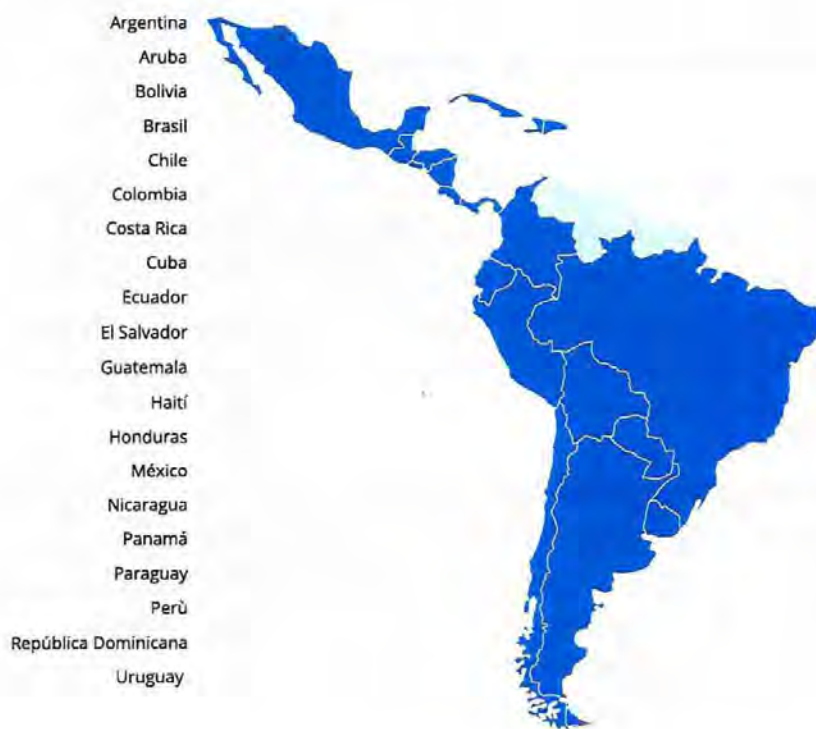 Argentina
Aruba
Bolivia
Brasil
Chile
Colombia
Costa Rica
Cuba
Ecuador
El Salvador
Guatemala
Haití
Honduras
México
Nicaragua
Panamá
Paraguay
Perù
República Dominicana
Uruguay